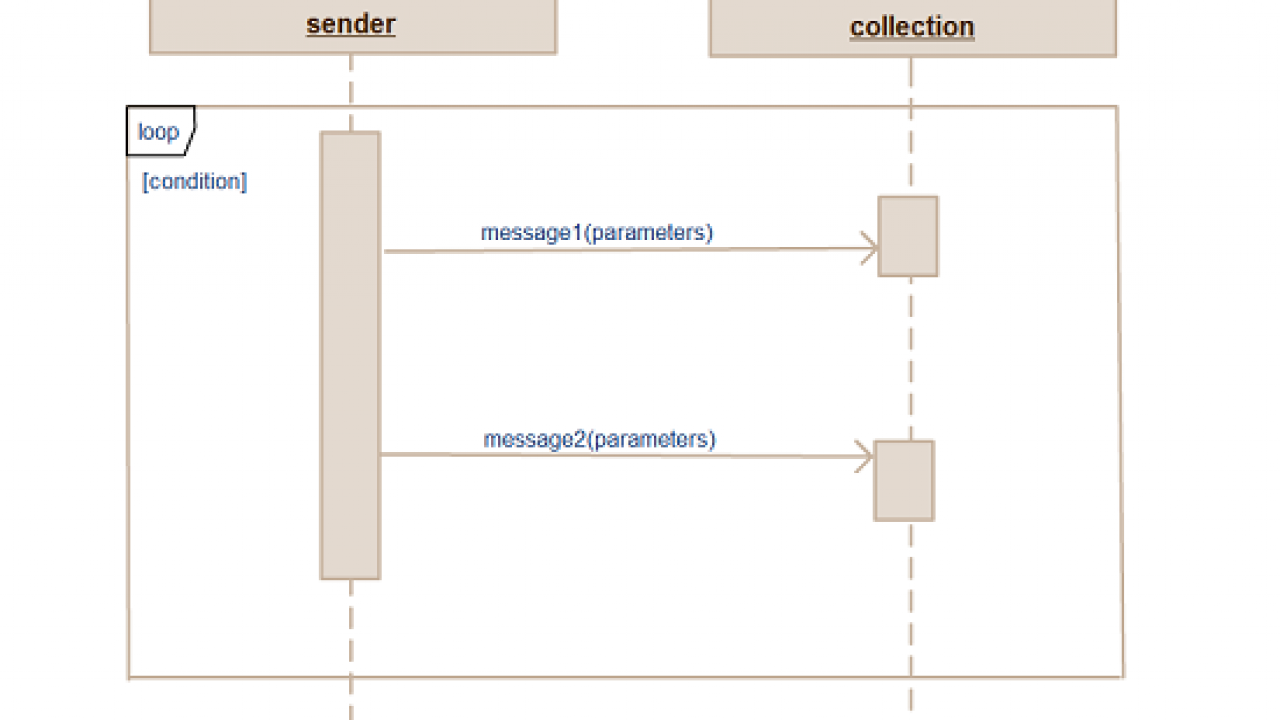 sender
collection
loop
[condition]
message1(parameters)
message2(parameters)